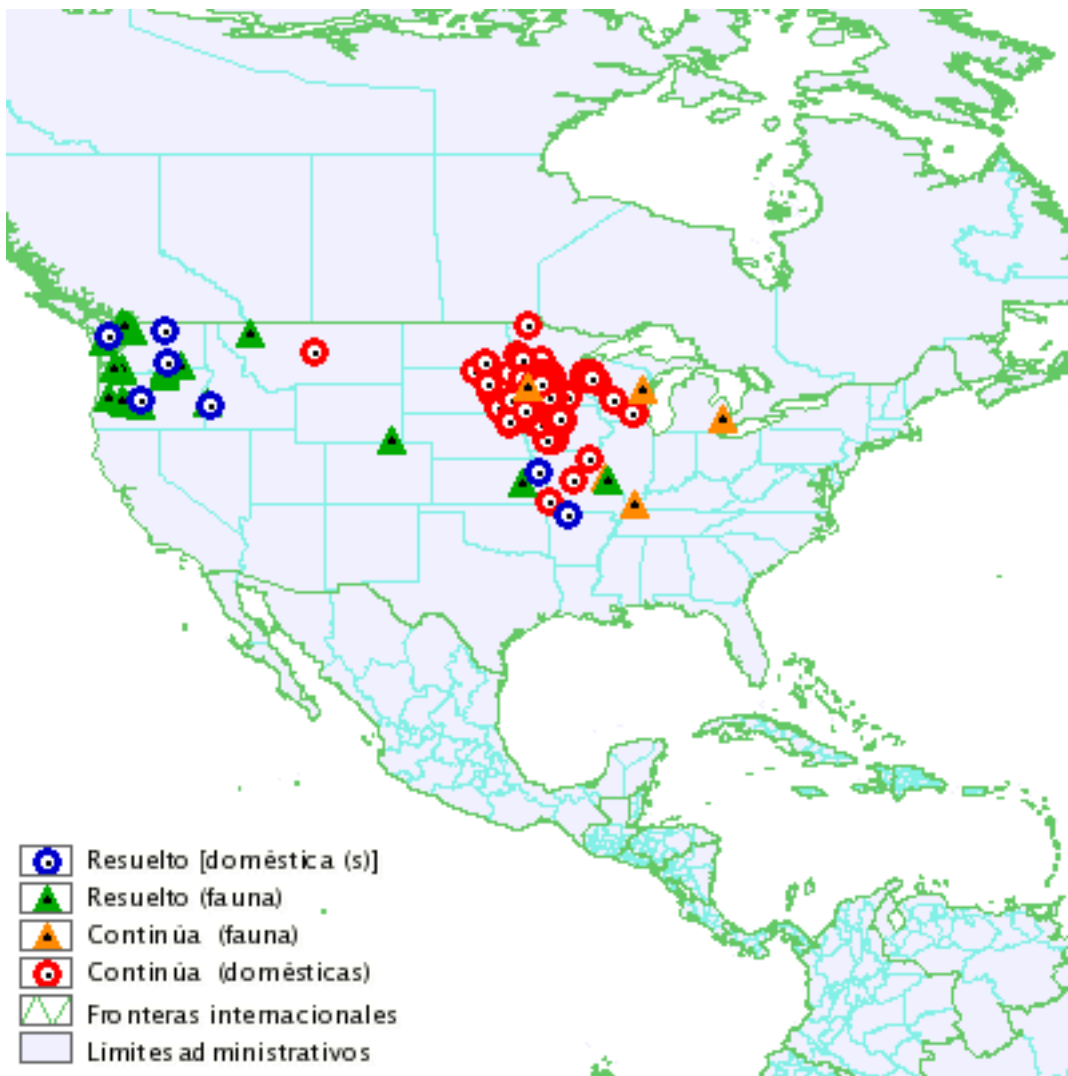 Resuelto [doméstica (s)]
Resuelto (fauna)
Continúa (fauna)
Continúa (domésticas)
Fronteras internacionales
Límites administrativos